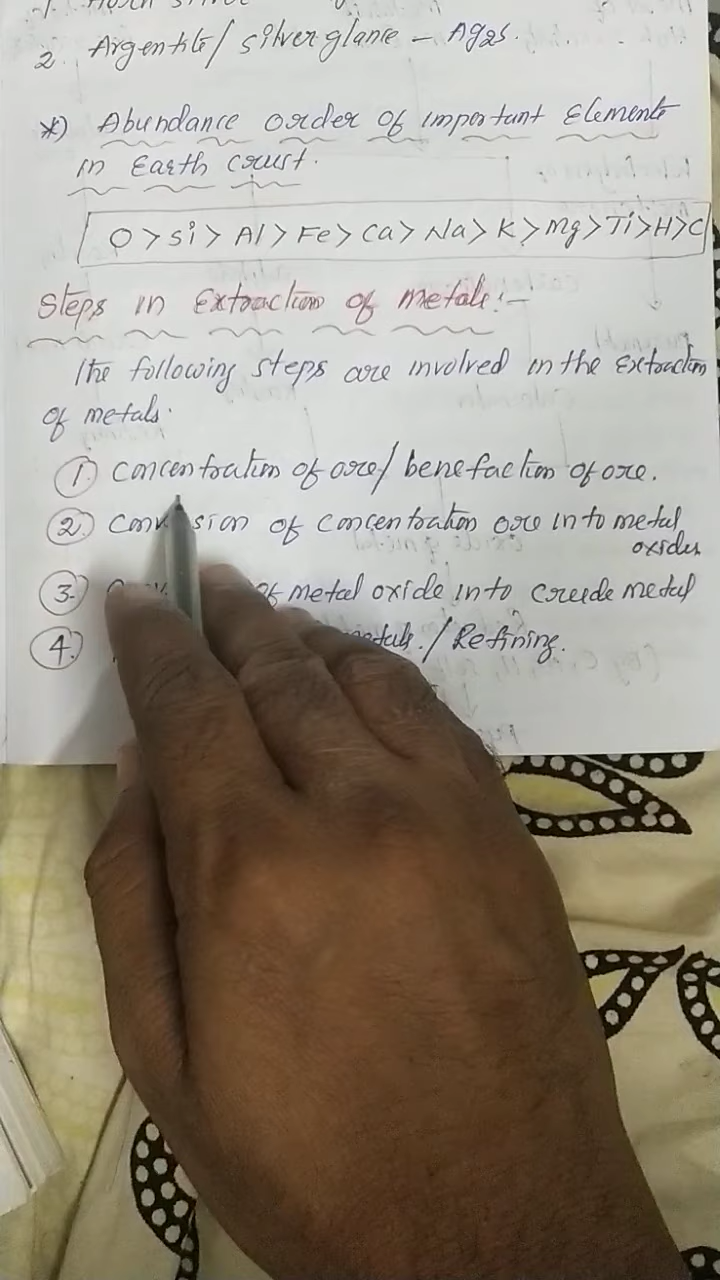 2. Argentite/ silver glance - Ag2s.
*) Abundance order of important Elements
in Earth crust.
O > Si > Al > Fe > Ca > Na > K > Mg > Ti > H > C
Steps in Extraction of metals:-
The following steps are involved in the Extraction
of metals:
1. Concentration of ore/ benefaction of ore.
2. of concentration ore in to metal
oxides
3. of metal oxide into crude metal
4. metals./Refining.